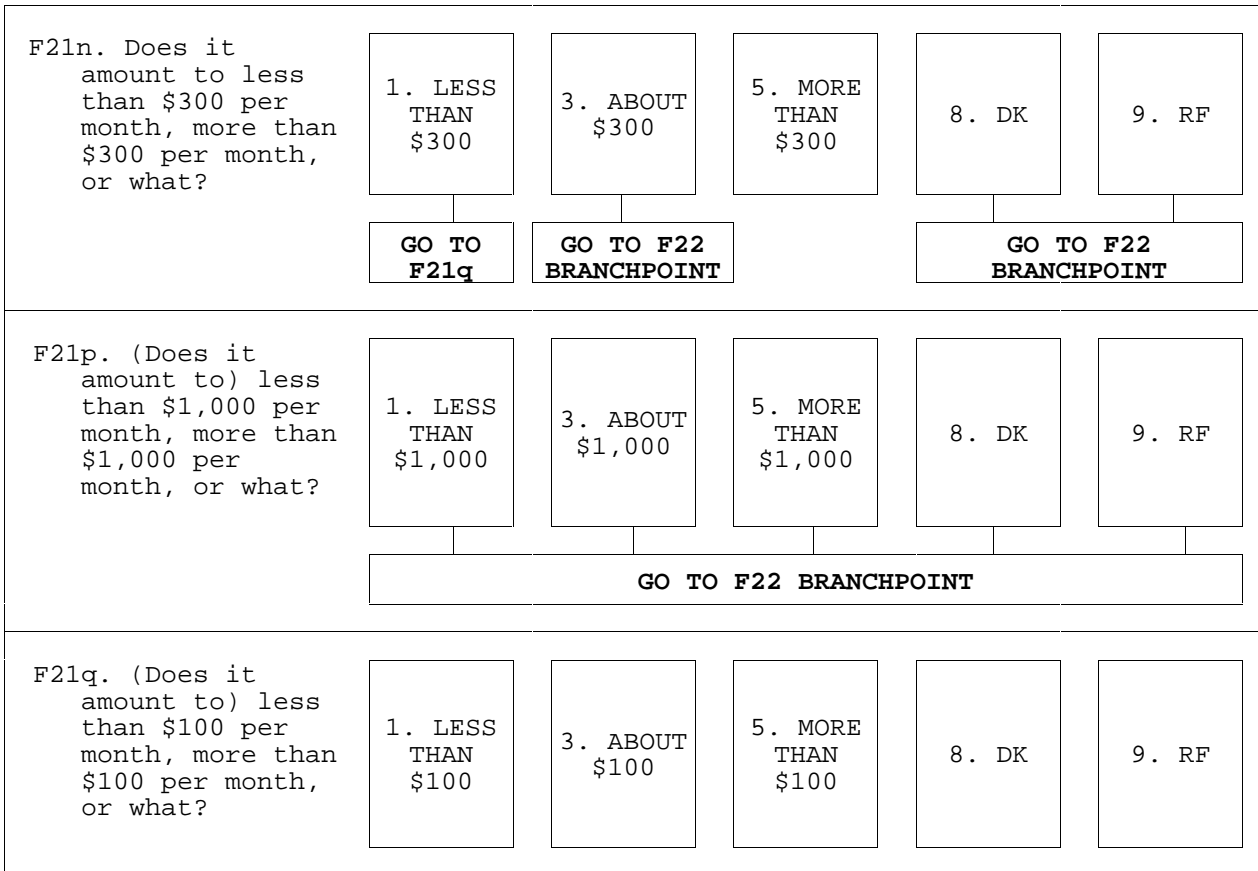 F21n. Does it
amount to less
than $300 per
month, more than
$300 per month,
or what?
1. LESS
THAN
$300
3. ABOUT
$300
5. MORE
THAN
$300
8. DK
9. RF
GO TO
F21q
GO TO F22
BRANCHPOINT
GO TO F22
BRANCHPOINT
F21p. (Does it
amount to) less
than $1,000 per
month, more than
$1,000 per
month, or what?
1. LESS
THAN
$1,000
3. ABOUT
$1,000
5. MORE
THAN
$1,000
8. DK
9. RF
GO TO F22 BRANCHPOINT
F21q. (Does it
amount to) less
than $100 per
month, more than
$100 per month,
or what?
1. LESS
THAN
$100
3. ABOUT
$100
5. MORE
THAN
$100
8. DK
9. RF